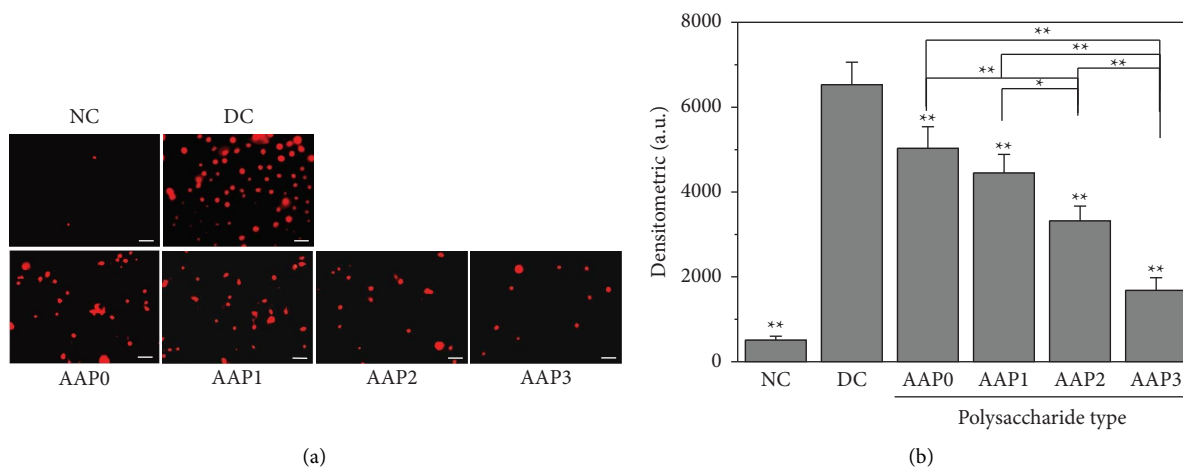 NC DC
AAP0 AAP1 AAP2 AAP3
(a)
8000
6000
4000
2000
0
Densitometric (a.u.)
**
**
**
**
*
**
**
**
**
**
NC DC AAP0 AAP1 AAP2 AAP3
Polysaccharide type
(b)